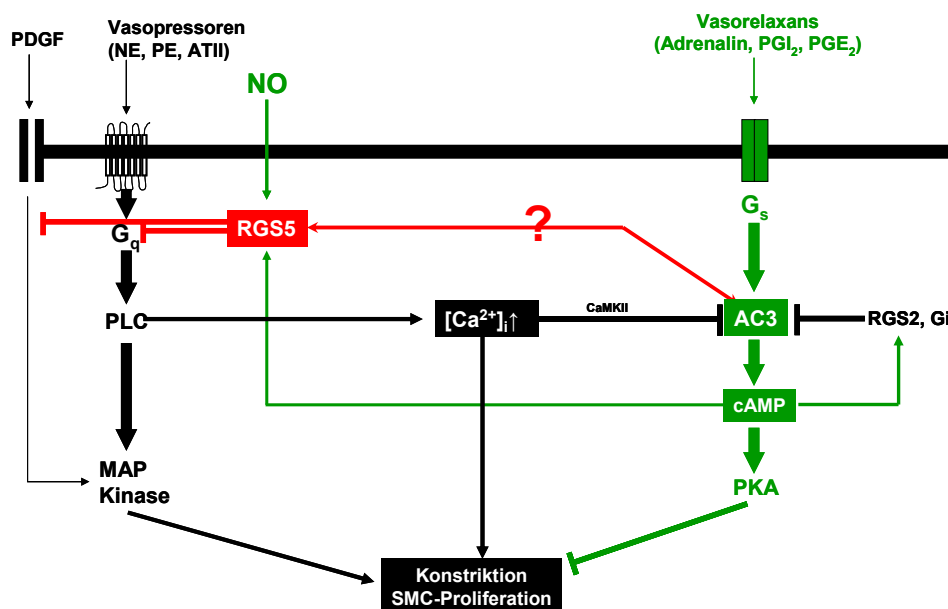 PDGF
Vasopressoren
(NE, PE, ATII)
NO
Vasorelaxans
(Adrenalin, PGI₂, PGE₂)
Gq
RGS5
?
Gs
PLC
[Ca²⁺]ᵢ↑
CaMKII
AC3
RGS2, Gi
cAMP
MAP
Kinase
PKA
Konstriktion
SMC-Proliferation